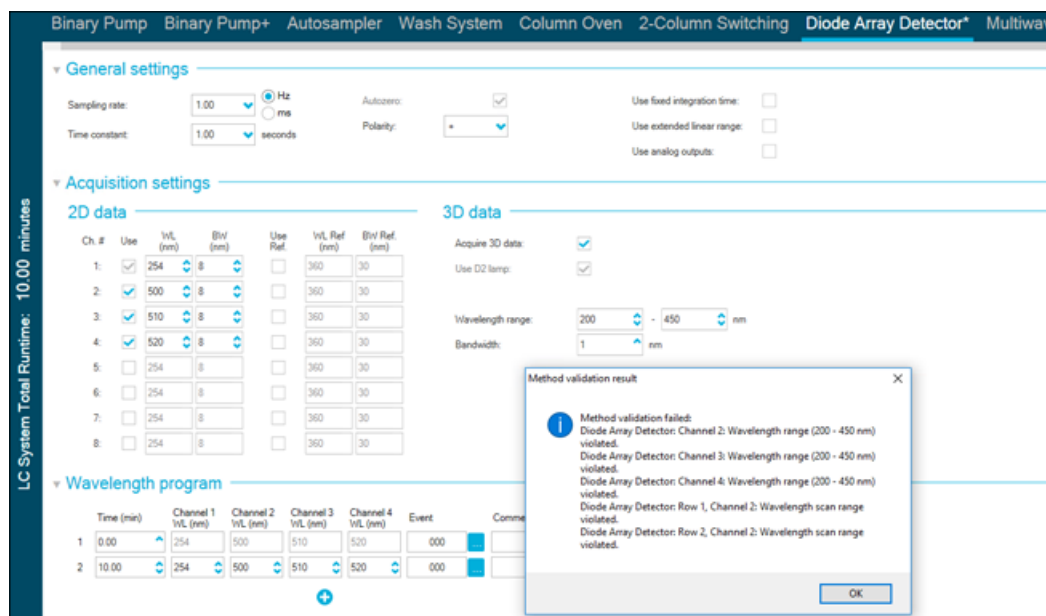 Binary Pump Binary Pump+ Autosampler Wash System Column Oven 2-Column Switching Diode Array Detector* Multiwa
LC System Total Runtime: 10.00 minutes
General settings
Sampling rate: 1.00 Hz ms Autozero: Use fixed integration time:
Time constant: 1.00 seconds Polarity: + Use extended linear range:
Use analog outputs:
Acquisition settings
2D data 3D data
Ch. # Use WL (nm) BW (nm) Use Ref. WL Ref (nm) BW Ref. (nm)
1: 254 8 360 30
2: 500 8 360 30
3: 510 8 360 30
4: 520 8 360 30
5: 254 8 360 30
6: 254 8 360 30
7: 254 8 360 30
8: 254 8 360 30
Acquire 3D data:
Use D2 lamp:
Wavelength range: 200 - 450 nm
Bandwidth: 1 nm
Wavelength program
Time (min) Channel 1 WL (nm) Channel 2 WL (nm) Channel 3 WL (nm) Channel 4 WL (nm) Event Comme
1 0.00 254 500 510 520 000 ...
2 10.00 254 500 510 520 000 ...
Method validation result
Method validation failed:
Diode Array Detector: Channel 2: Wavelength range (200 - 450 nm)
violated.
Diode Array Detector: Channel 3: Wavelength range (200 - 450 nm)
violated.
Diode Array Detector: Channel 4: Wavelength range (200 - 450 nm)
violated.
Diode Array Detector: Row 1, Channel 2: Wavelength scan range
violated.
Diode Array Detector: Row 2, Channel 2: Wavelength scan range
violated.
OK